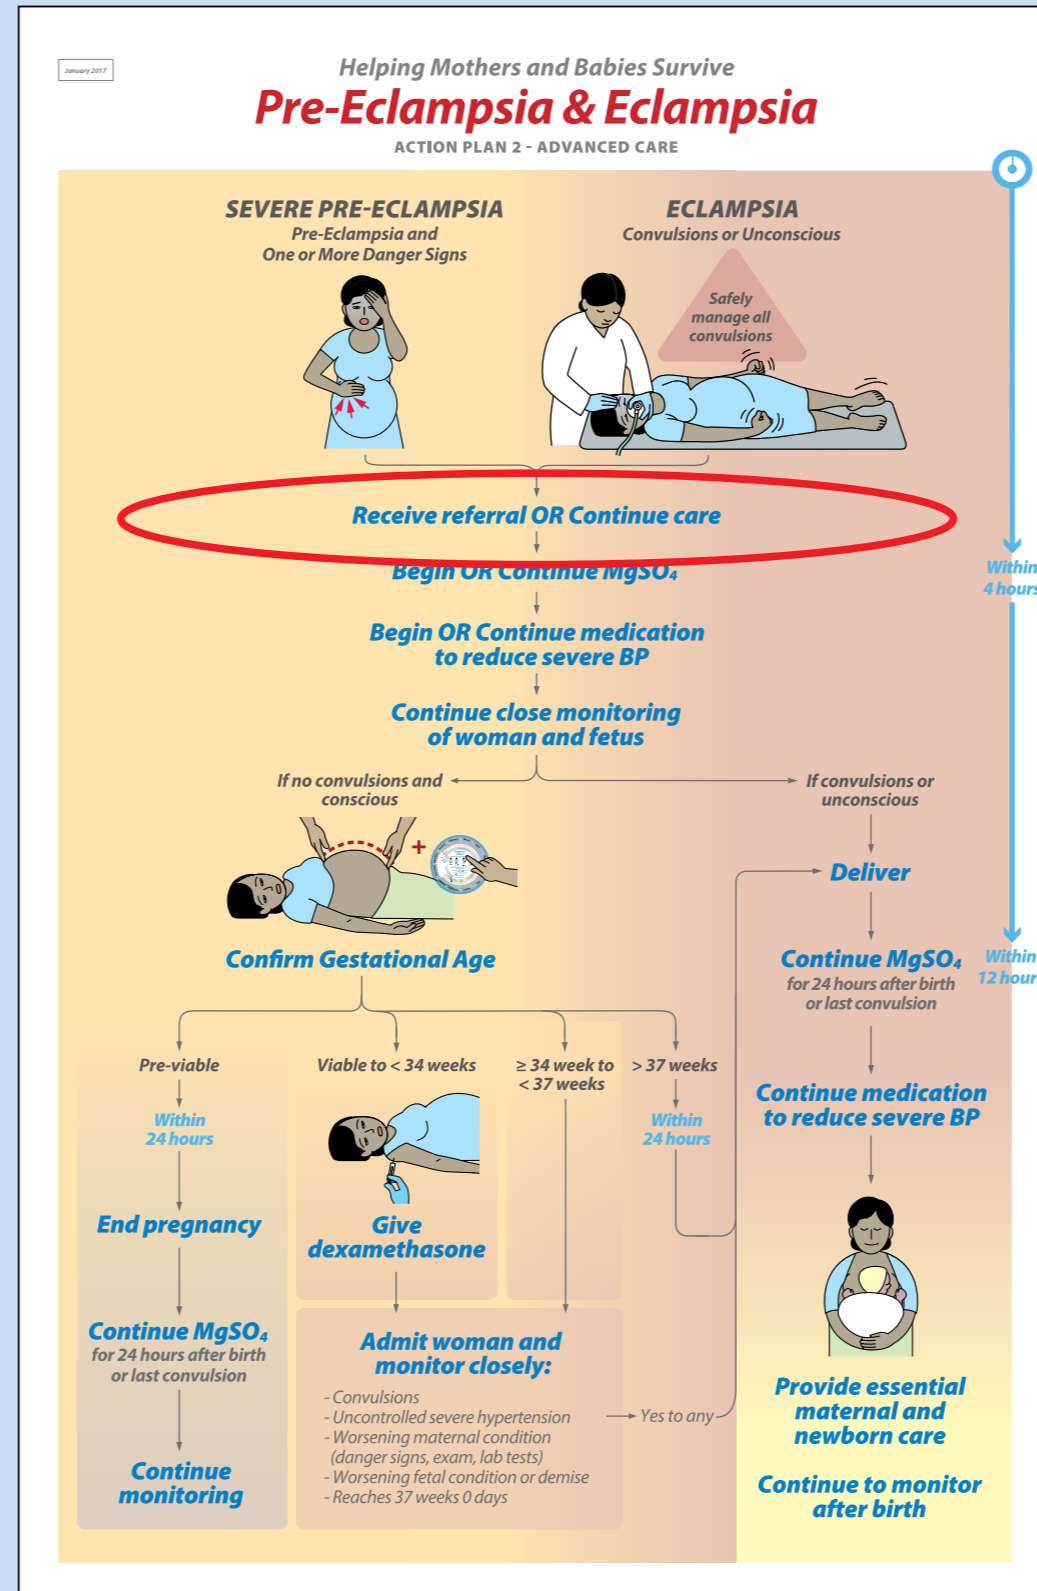 January 2017
Helping Mothers and Babies Survive
Pre-Eclampsia & Eclampsia
ACTION PLAN 2 - ADVANCED CARE
SEVERE PRE-ECLAMPSIA
Pre-Eclampsia and
One or More Danger Signs
ECLAMPSIA
Convulsions or Unconscious
Safely
manage all
convulsions
Receive referral OR Continue care
Begin OR Continue MgSO₄
Within
4 hours
Begin OR Continue medication
to reduce severe BP
Continue close monitoring
of woman and fetus
If no convulsions and
conscious
If convulsions or
unconscious
+
Confirm Gestational Age
Deliver
Continue MgSO₄
for 24 hours after birth
or last convulsion
Within
12 hour
Pre-viable
Within
24 hours
End pregnancy
Continue MgSO₄
for 24 hours after birth
or last convulsion
Continue
monitoring
Viable to < 34 weeks
Give
dexamethasone
≥ 34 week to
< 37 weeks
> 37 weeks
Within
24 hours
Admit woman and
monitor closely:
- Convulsions
- Uncontrolled severe hypertension
- Worsening maternal condition
(danger signs, exam, lab tests)
- Worsening fetal condition or demise
- Reaches 37 weeks 0 days
Yes to any
Continue medication
to reduce severe BP
Provide essential
maternal and
newborn care
Continue to monitor
after birth